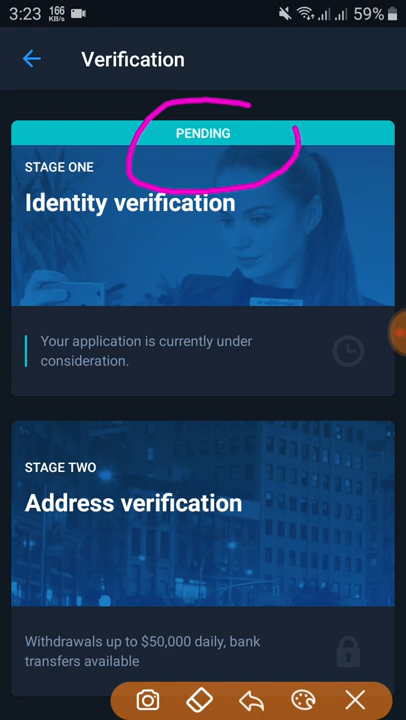 3:23 166 KB/s 59%
Verification
PENDING
STAGE ONE
Identity verification
Your application is currently under
consideration.
STAGE TWO
Address verification
Withdrawals up to $50,000 daily, bank
transfers available